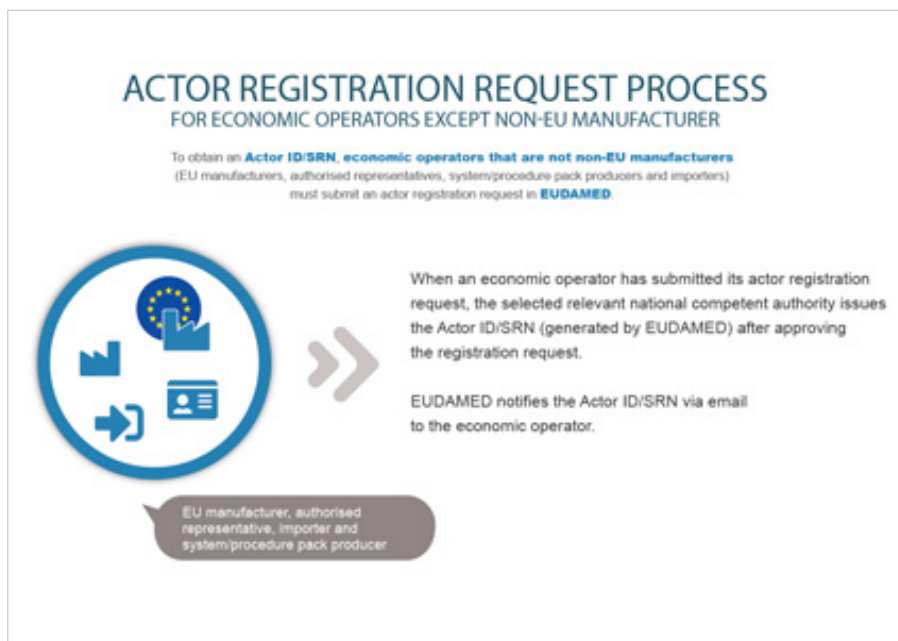 ACTOR REGISTRATION REQUEST PROCESS
FOR ECONOMIC OPERATORS EXCEPT NON-EU MANUFACTURER
To obtain an Actor ID/SRN, economic operators that are not non-EU manufacturers
(EU manufacturers, authorised representatives, system/procedure pack producers and importers)
must submit an actor registration request in EUDAMED.
When an economic operator has submitted its actor registration
request, the selected relevant national competent authority issues
the Actor ID/SRN (generated by EUDAMED) after approving
the registration request.
EUDAMED notifies the Actor ID/SRN via email
to the economic operator.
EU manufacturer, authorised
representative, importer and
system/procedure pack producer